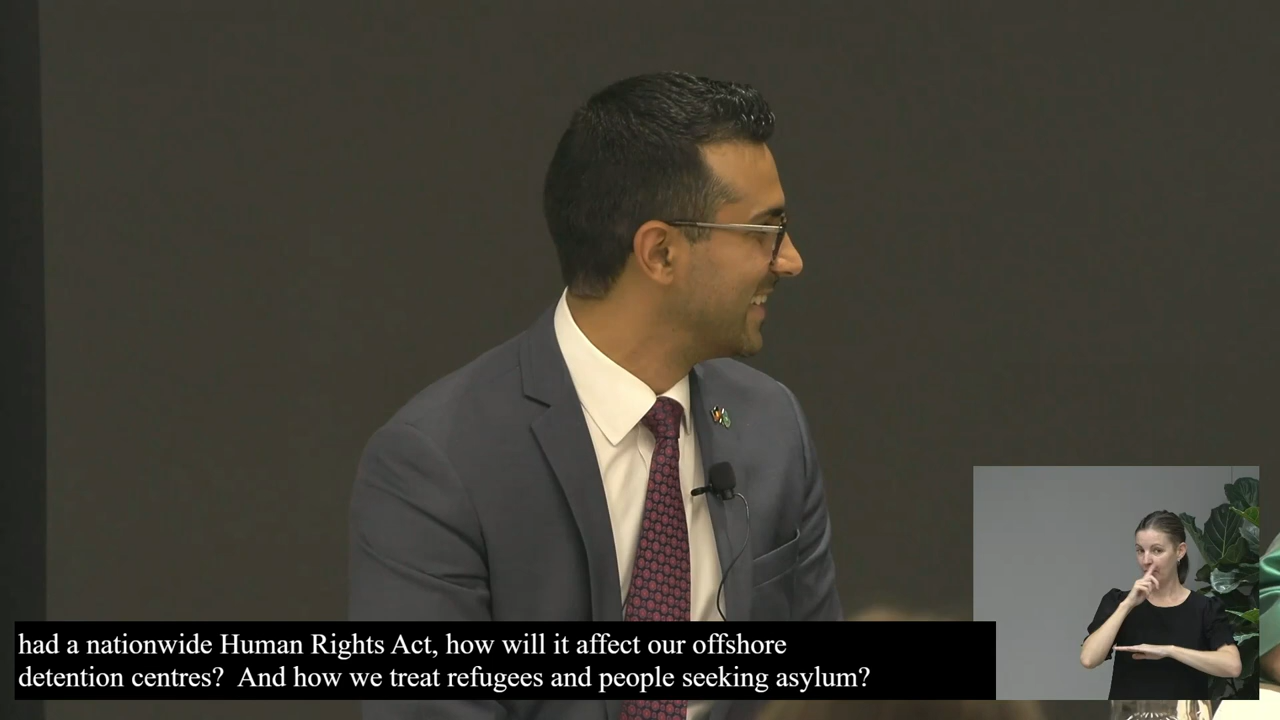 had a nationwide Human Rights Act, how will it affect our offshore
detention centres?  And how we treat refugees and people seeking asylum?